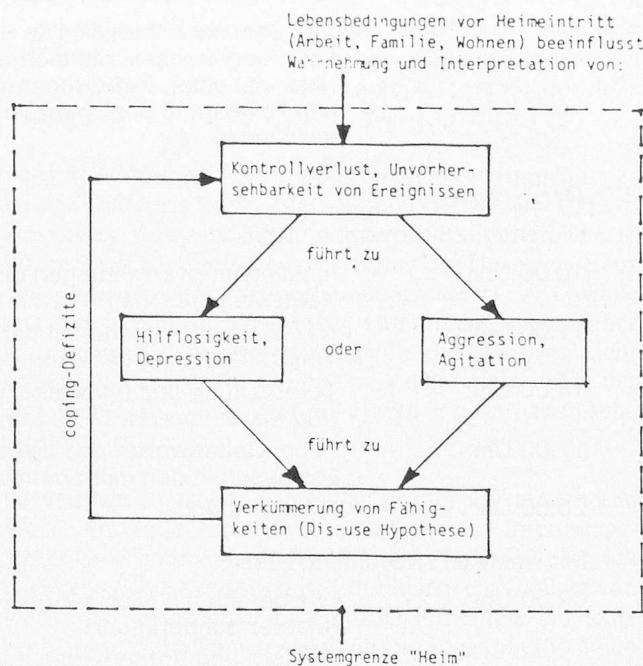 Lebensbedingungen vor Heimeintritt
(Arbeit, Familie, Wohnen) beeinflusst
Wahrnehmung und Interpretation von:
Kontrollverlust, Unvorher-
sehbarkeit von Ereignissen
führt zu
Hilflosigkeit,
Depression
oder
Aggression,
Agitation
coping-Defizite
führt zu
Verkümmerung von Fähig-
keiten (Dis-use Hypothese)
Systemgrenze "Heim"